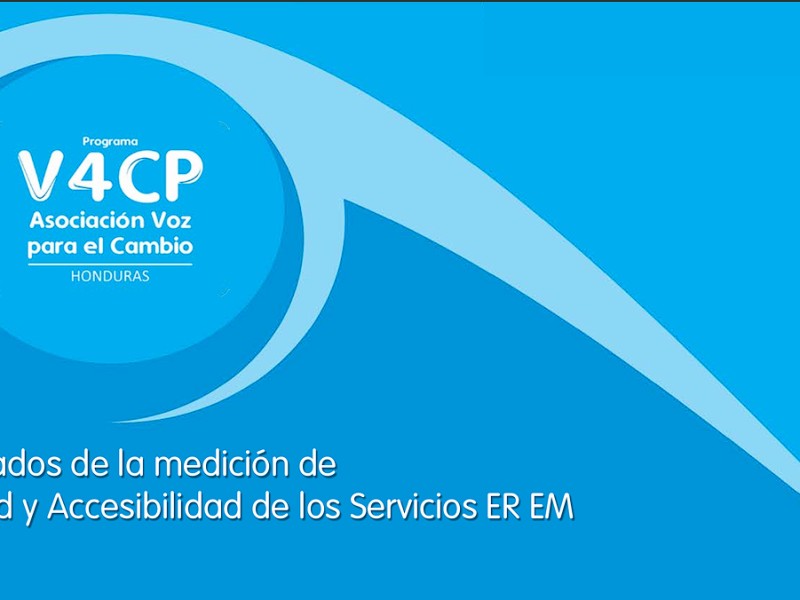 Programa
V4CP
Asociación Voz
para el Cambio
HONDURAS
ados de la medición de
d y Accesibilidad de los Servicios ER EM